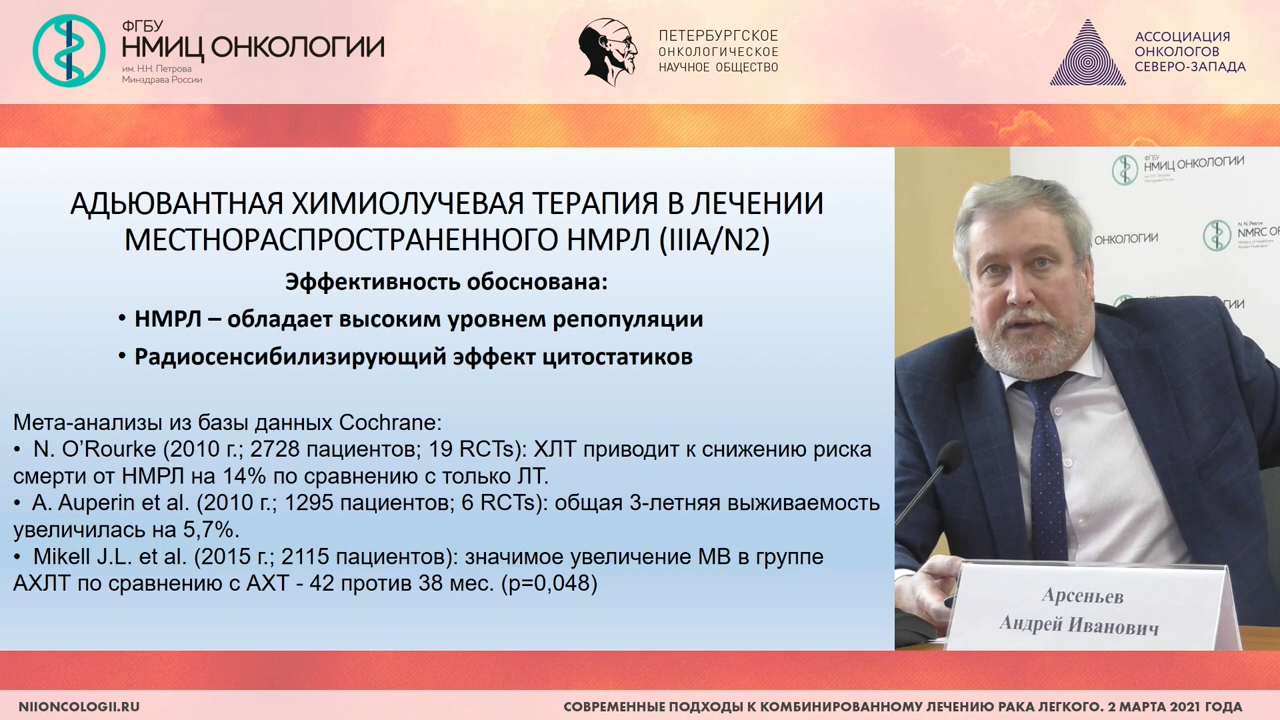 ФГБУ
НМИЦ ОНКОЛОГИИ
им. Н.Н. Петрова
Минздрава России
ПЕТЕРБУРГСКОЕ
ОНКОЛОГИЧЕСКОЕ
НАУЧНОЕ ОБЩЕСТВО
АССОЦИАЦИЯ
ОНКОЛОГОВ
СЕВЕРО-ЗАПАДА
АДЬЮВАНТНАЯ ХИМИОЛУЧЕВАЯ ТЕРАПИЯ В ЛЕЧЕНИИ
МЕСТНОРАСПРОСТРАНЕННОГО НМРЛ (IIIA/N2)
Эффективность обоснована:
• НМРЛ – обладает высоким уровнем репопуляции
• Радиосенсибилизирующий эффект цитостатиков
Мета-анализы из базы данных Cochrane:
• N. O’Rourke (2010 г.; 2728 пациентов; 19 RCTs): ХЛТ приводит к снижению риска
смерти от НМРЛ на 14% по сравнению с только ЛТ.
• A. Auperin et al. (2010 г.; 1295 пациентов; 6 RCTs): общая 3-летняя выживаемость
увеличилась на 5,7%.
• Mikell J.L. et al. (2015 г.; 2115 пациентов): значимое увеличение МВ в группе
АХЛТ по сравнению с АХТ - 42 против 38 мес. (p=0,048)
ФГБУ
НМИЦ ОНКОЛОГИИ
им. Н.Н. Петрова
Минздрава России
ОНКОЛОГИИ
N. N. Petrov
NMRC OF
Арсеньев
Андрей Иванович
NIIONCOLOGII.RU
СОВРЕМЕННЫЕ ПОДХОДЫ К КОМБИНИРОВАННОМУ ЛЕЧЕНИЮ РАКА ЛЕГКОГО. 2 МАРТА 2021 ГОДА